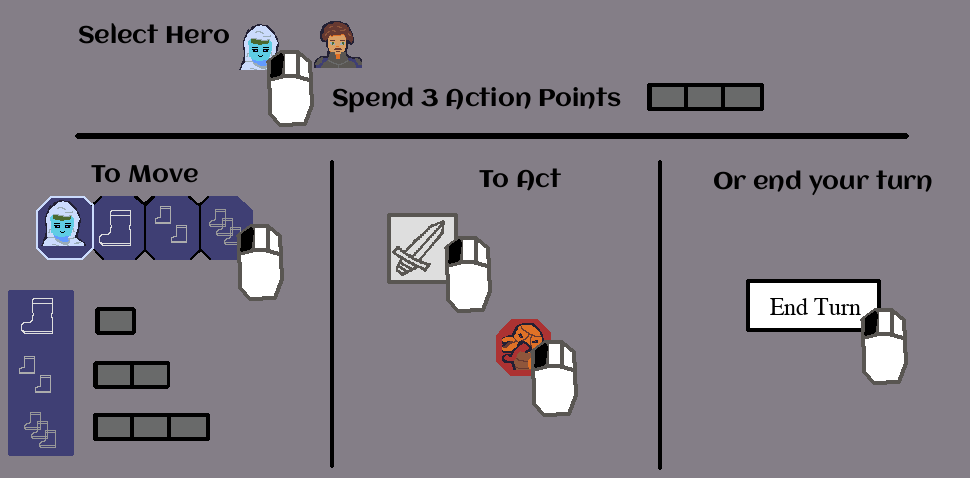 Select Hero
Spend 3 Action Points
To Move
To Act
Or end your turn
End Turn